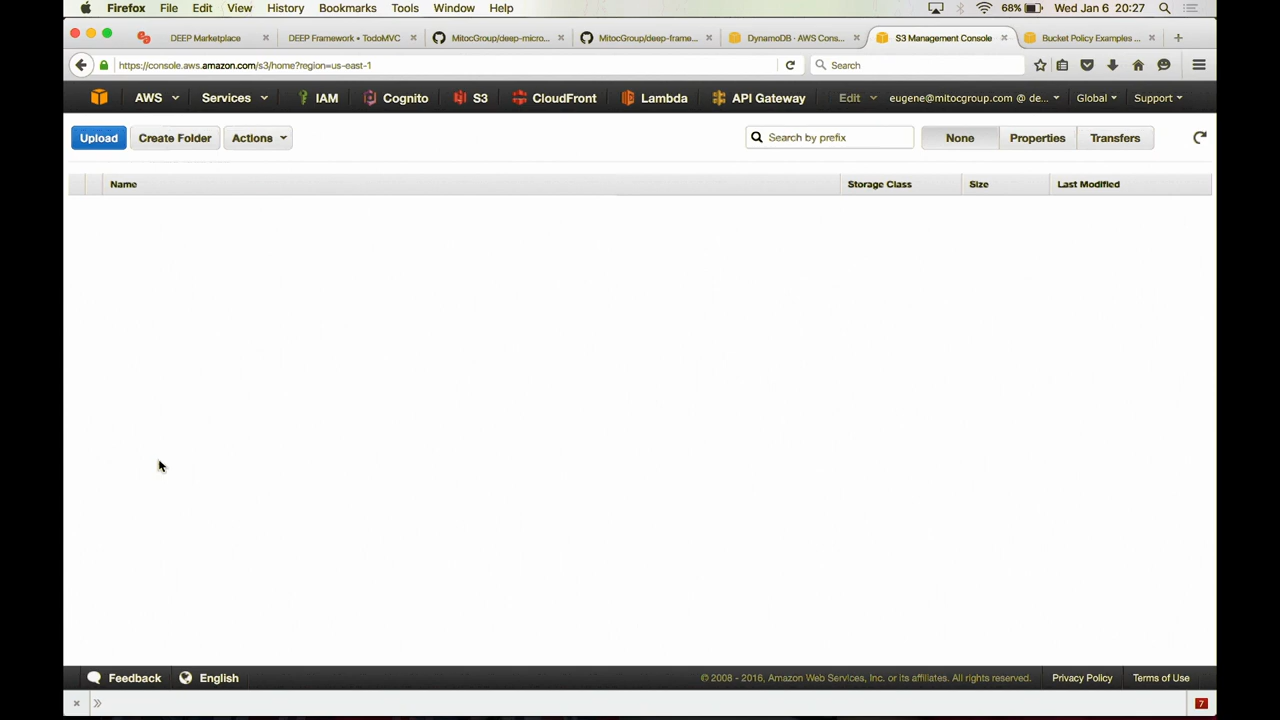 Firefox File Edit View History Bookmarks Tools Window Help 68% Wed Jan 6 20:27
DEEP Marketplace DEEP Framework • TodoMVC MitocGroup/deep-micro... MitocGroup/deep-frame... DynamoDB · AWS Cons... S3 Management Console Bucket Policy Examples ...
https://console.aws.amazon.com/s3/home?region=us-east-1 Search
AWS Services IAM Cognito S3 CloudFront Lambda API Gateway Edit eugene@mitocgroup.com @ de... Global Support
Upload Create Folder Actions Search by prefix None Properties Transfers
Name Storage Class Size Last Modified
Feedback English © 2008 - 2016, Amazon Web Services, Inc. or its affiliates. All rights reserved. Privacy Policy Terms of Use
7